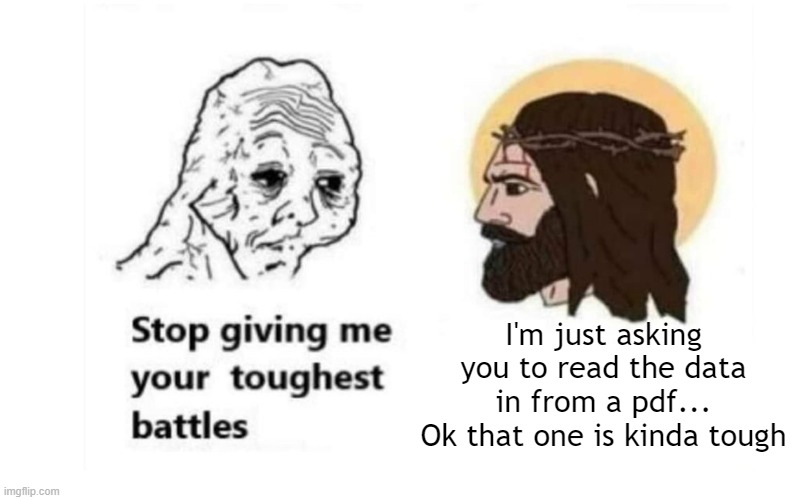 Stop giving me
your toughest
battles
I'm just asking
you to read the data
in from a pdf...
Ok that one is kinda tough
imgflip.com